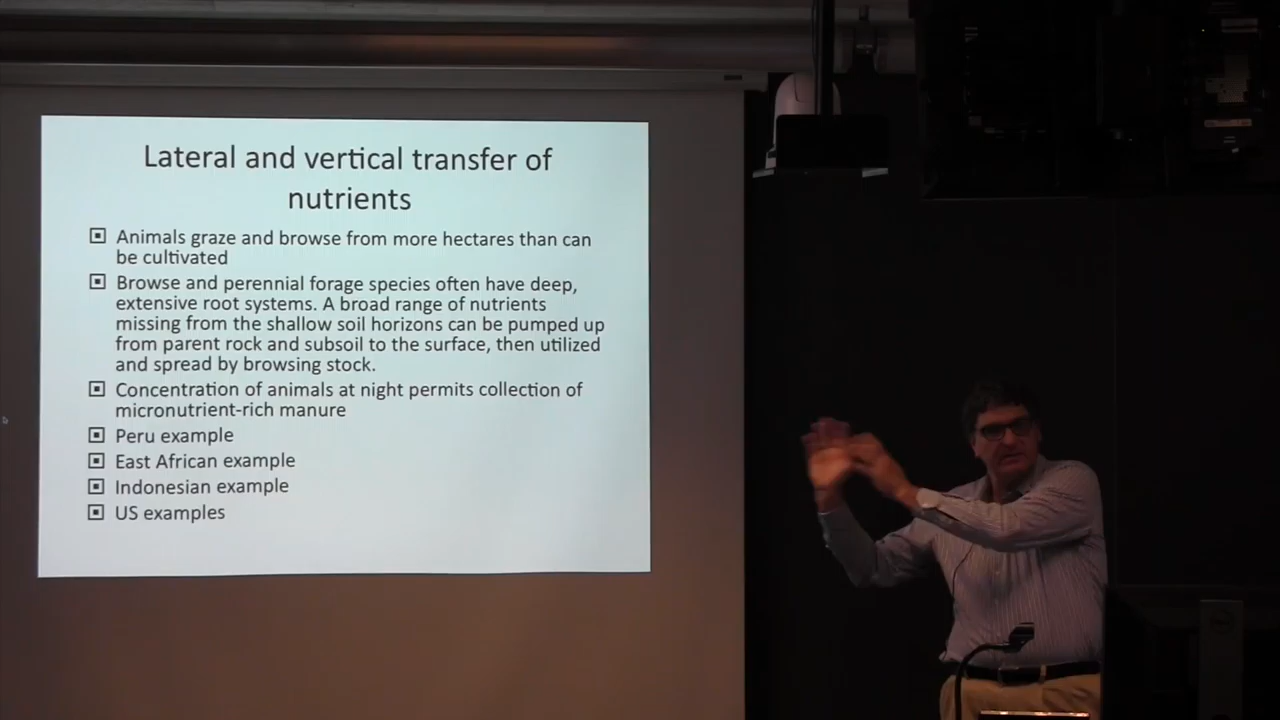 Lateral and vertical transfer of
nutrients
Animals graze and browse from more hectares than can
be cultivated
Browse and perennial forage species often have deep,
extensive root systems. A broad range of nutrients
missing from the shallow soil horizons can be pumped up
from parent rock and subsoil to the surface, then utilized
and spread by browsing stock.
Concentration of animals at night permits collection of
micronutrient-rich manure
Peru example
East African example
Indonesian example
US examples